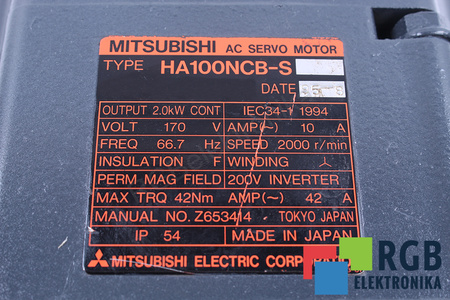 MITSUBISHI AC SERVO MOTOR
TYPE HA100NCB-S
DATE
OUTPUT 2.0kW CONT IEC34-1 1994
VOLT 170 V AMP(~) 10 A
FREQ 66.7 Hz SPEED 2000 r/min
INSULATION F WINDING
PERM MAG FIELD 200V INVERTER
MAX TRQ 42Nm AMP(~) 42 A
MANUAL NO.Z653414 TOKYO JAPAN
IP 54 MADE IN JAPAN
MITSUBISHI ELECTRIC
RGB
ELEKTRONIKA